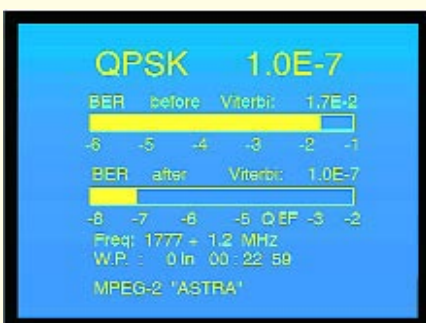 QPSK 1.0E-7
BER before Viterbi: 1.7E-2
-6 -5 -4 -3 -2 -1
BER after Viterbi: 1.0E-7
-8 -7 -6 -5 QEF -3 -2
Freq: 1777 + 1.2 MHz
W.P. : 0 In 00 : 22 59
MPEG-2 "ASTRA"